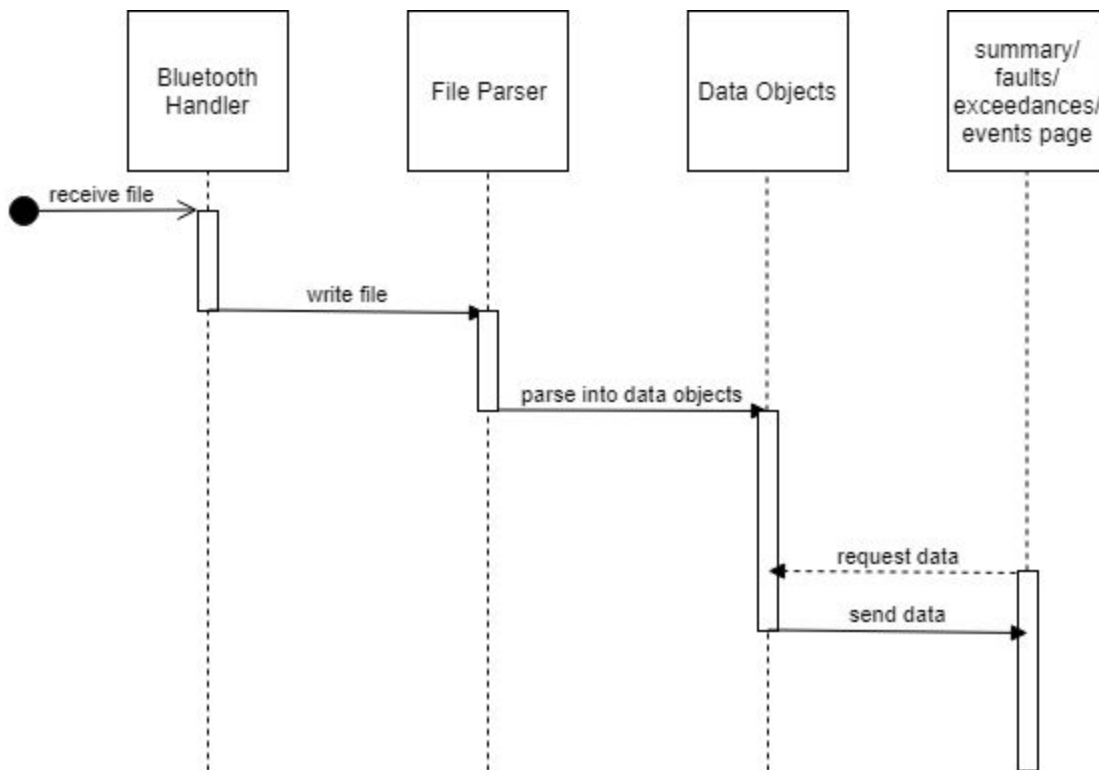 Bluetooth
Handler
File Parser
Data Objects
summary/
faults/
exceedances/
events page
receive file
write file
parse into data objects
request data
send data